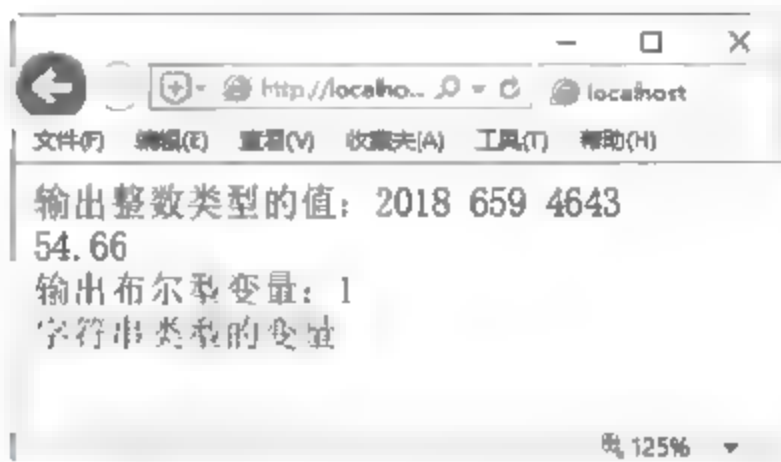 http://localho... localhost
文件(F) 编辑(E) 查看(V) 收藏夹(A) 工具(T) 帮助(H)
输出整数类型的值：2018 659 4643
54.66
输出布尔型变量：1
字符串类型的变量
125%